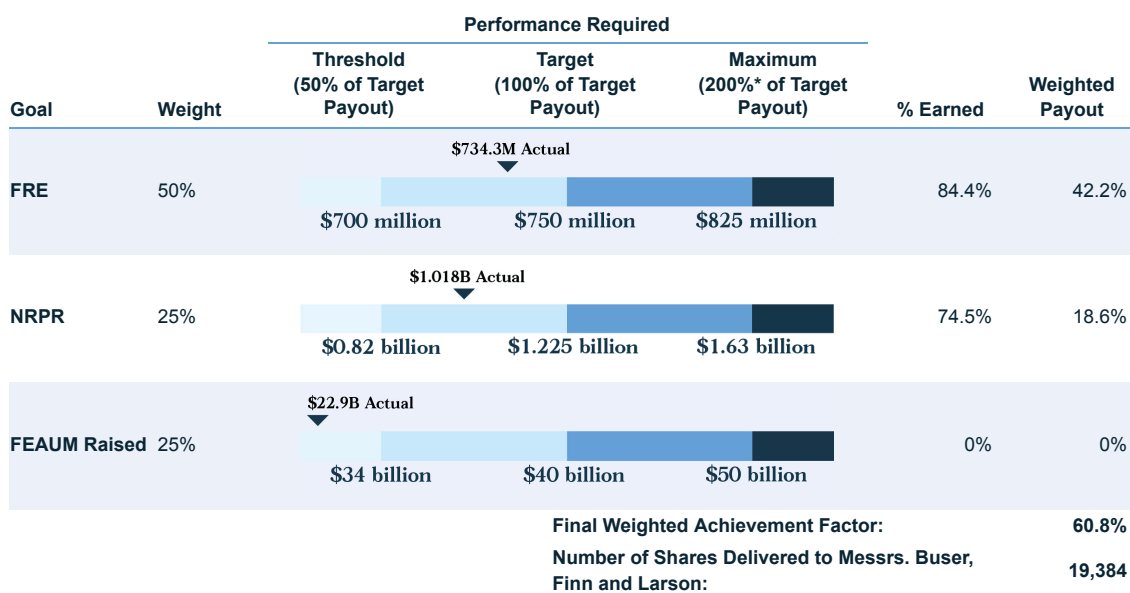 Performance Required
Threshold
(50% of Target
Payout)
Target
(100% of Target
Payout)
Maximum
(200%* of Target
Payout)
Goal
Weight
% Earned
Weighted
Payout
$734.3M Actual
FRE
50%
84.4%
42.2%
$700 million
$750 million
$825 million
$1.018B Actual
NRPR
25%
74.5%
18.6%
$0.82 billion
$1.225 billion
$1.63 billion
$22.9B Actual
FEAUM Raised
25%
0%
0%
$34 billion
$40 billion
$50 billion
Final Weighted Achievement Factor:
60.8%
Number of Shares Delivered to Messrs. Buser,
Finn and Larson:
19,384